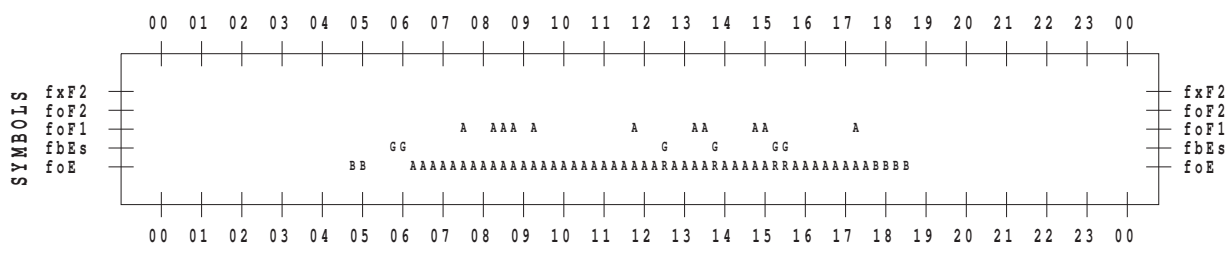 00 01 02 03 04 05 06 07 08 09 10 11 12 13 14 15 16 17 18 19 20 21 22 23 00
SYMBOLS
fxF2 fxF2
foF2 foF2
foF1 A AAA A A AA AA A foF1
fbEs GG G G GG fbEs
foE BB AAAAAAAAAAAAAAAAAAAAAAAAARAAAARAAAAARRAAAAAAAABBBB foE
00 01 02 03 04 05 06 07 08 09 10 11 12 13 14 15 16 17 18 19 20 21 22 23 00